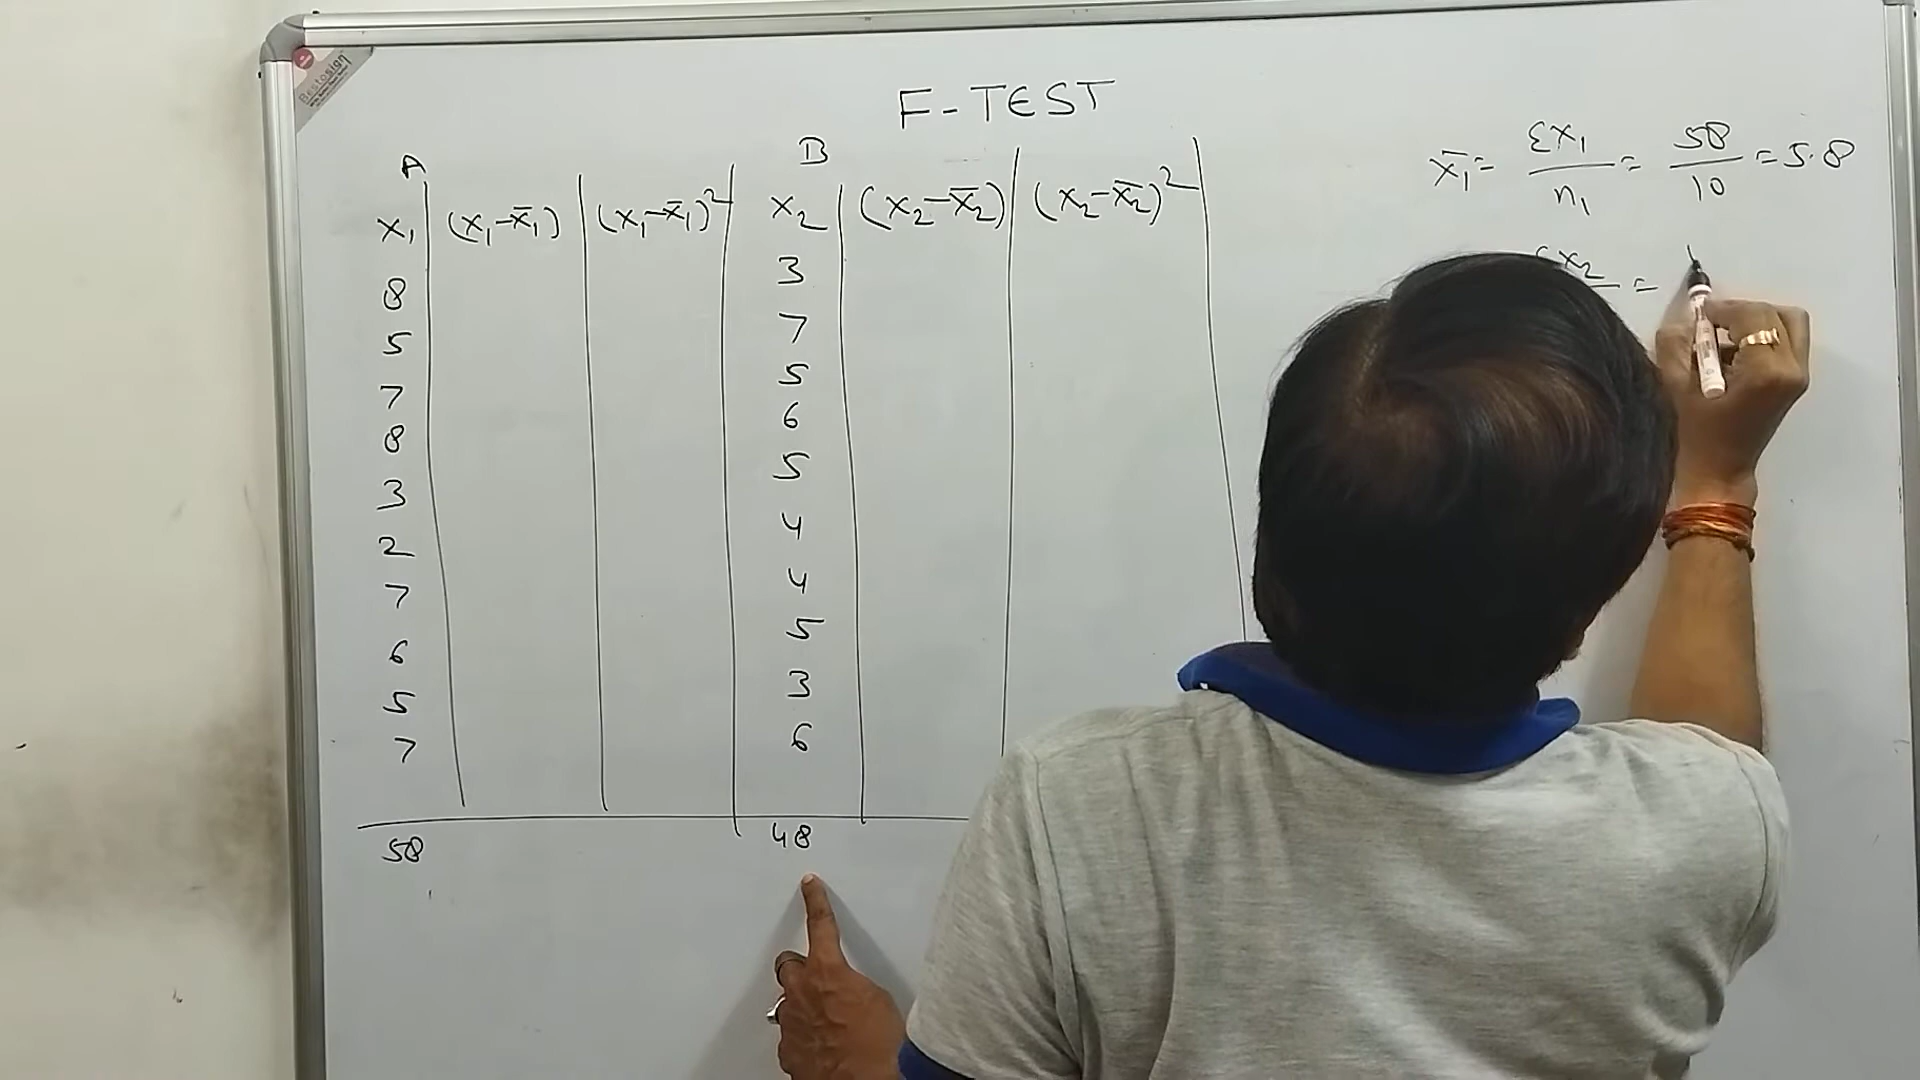 Bestosign
F-TEST
A
B
x₁ (x₁-x̄₁) (x₁-x̄₁)² x₂ (x₂-x̄₂) (x₂-x̄₂)²
8 3
5 7
7 5
8 6
3 5
2 4
7 4
6 5
5 3
7 6
58 48
x̄₁ = Σx₁/n₁ = 58/10 = 5.8
x₂ =